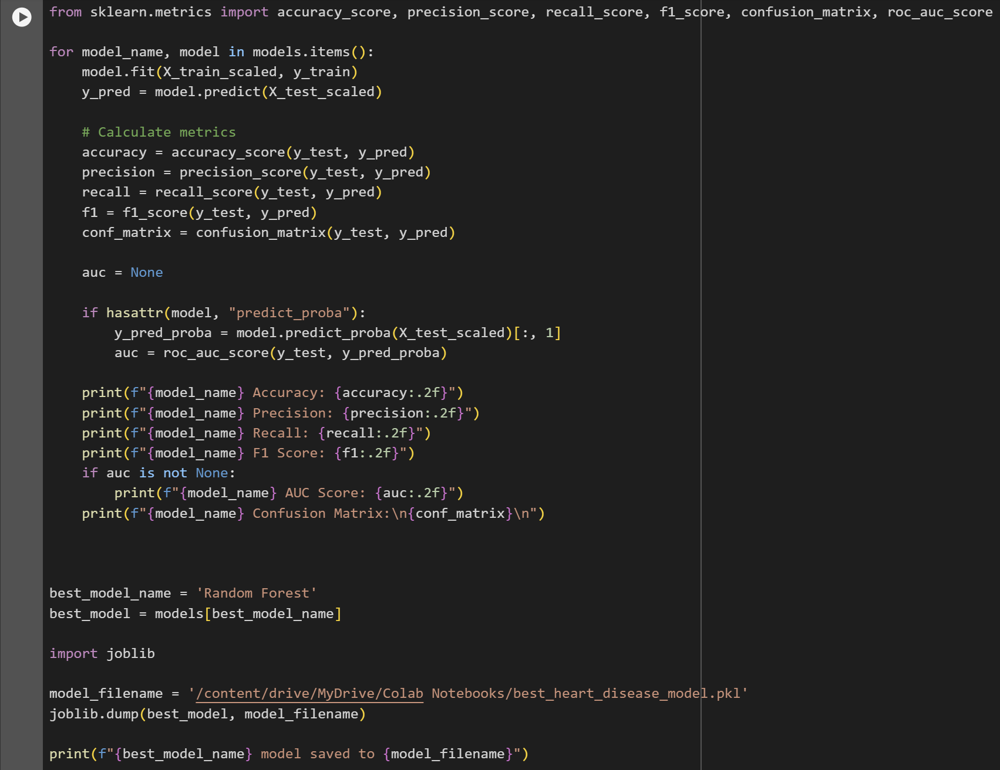 from sklearn.metrics import accuracy_score, precision_score, recall_score, f1_score, confusion_matrix, roc_auc_score

for model_name, model in models.items():
    model.fit(X_train_scaled, y_train)
    y_pred = model.predict(X_test_scaled)

    # Calculate metrics
    accuracy = accuracy_score(y_test, y_pred)
    precision = precision_score(y_test, y_pred)
    recall = recall_score(y_test, y_pred)
    f1 = f1_score(y_test, y_pred)
    conf_matrix = confusion_matrix(y_test, y_pred)

    auc = None

    if hasattr(model, "predict_proba"):
        y_pred_proba = model.predict_proba(X_test_scaled)[:, 1]
        auc = roc_auc_score(y_test, y_pred_proba)

    print(f"{model_name} Accuracy: {accuracy:.2f}")
    print(f"{model_name} Precision: {precision:.2f}")
    print(f"{model_name} Recall: {recall:.2f}")
    print(f"{model_name} F1 Score: {f1:.2f}")
    if auc is not None:
        print(f"{model_name} AUC Score: {auc:.2f}")
    print(f"{model_name} Confusion Matrix:\n{conf_matrix}\n")

best_model_name = 'Random Forest'
best_model = models[best_model_name]

import joblib

model_filename = '/content/drive/MyDrive/Colab Notebooks/best_heart_disease_model.pkl'
joblib.dump(best_model, model_filename)

print(f"{best_model_name} model saved to {model_filename}")